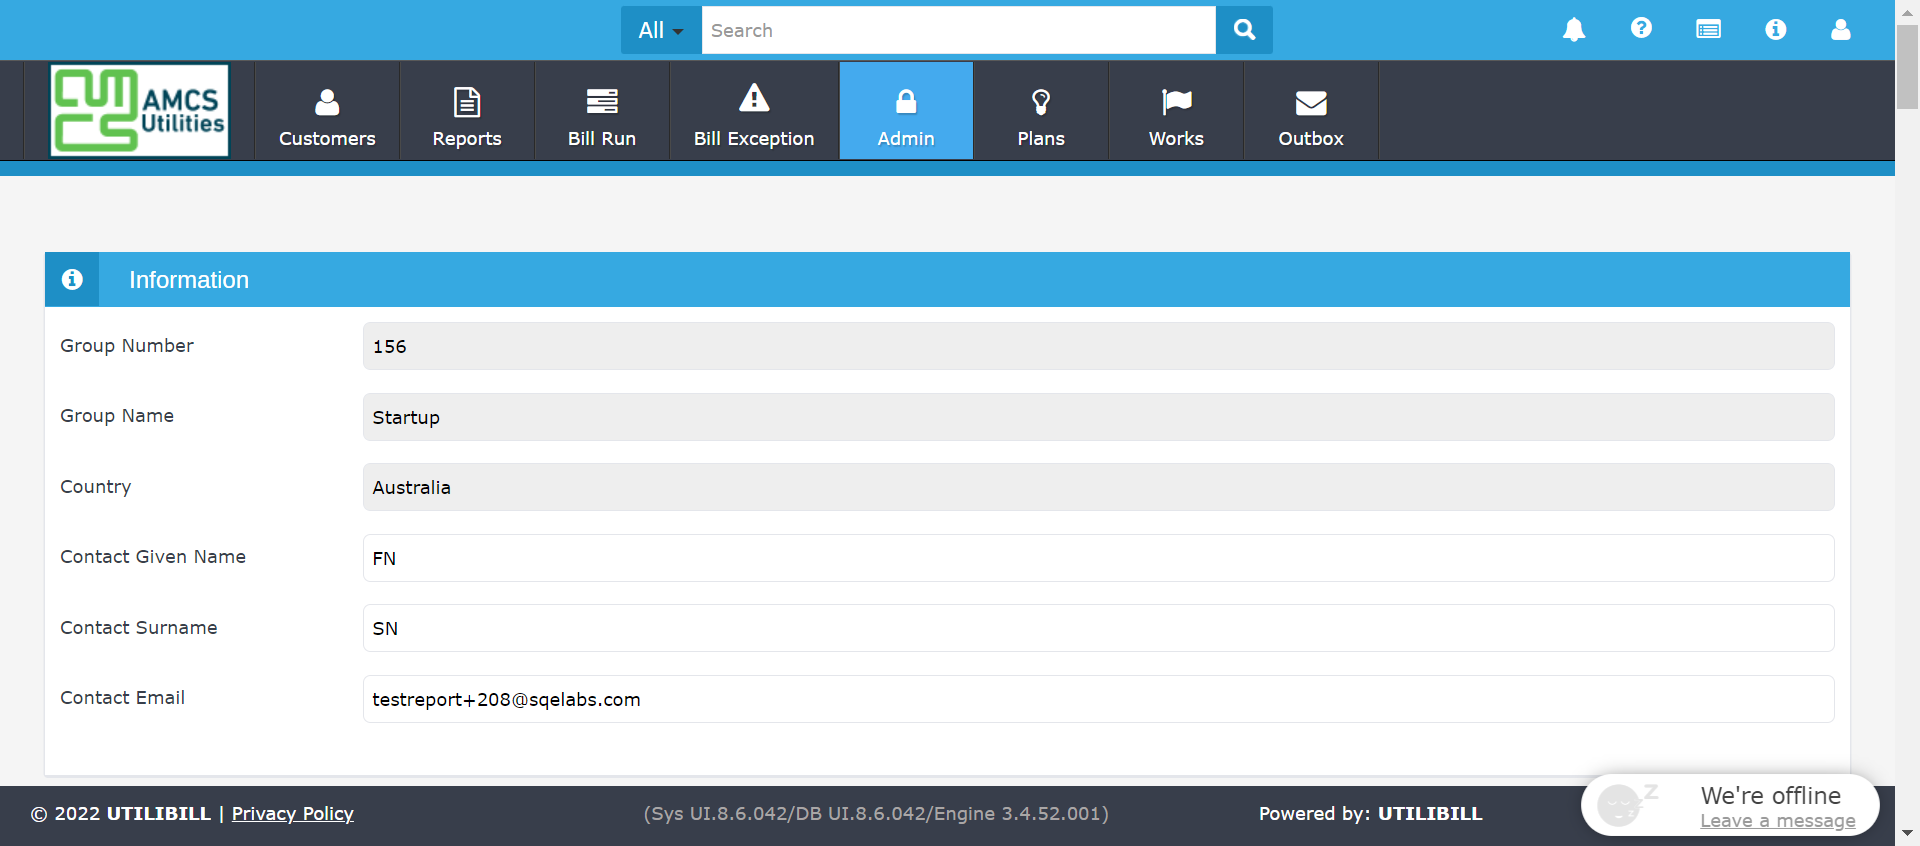 All
Search
AMCS
Utilities
Customers
Reports
Bill Run
Bill Exception
Admin
Plans
Works
Outbox
Information
Group Number
156
Group Name
Startup
Country
Australia
Contact Given Name
FN
Contact Surname
SN
Contact Email
testreport+208@sqelabs.com
© 2022 UTILIBILL | Privacy Policy
(Sys UI.8.6.042/DB UI.8.6.042/Engine 3.4.52.001)
Powered by: UTILIBILL
We're offline
Leave a message